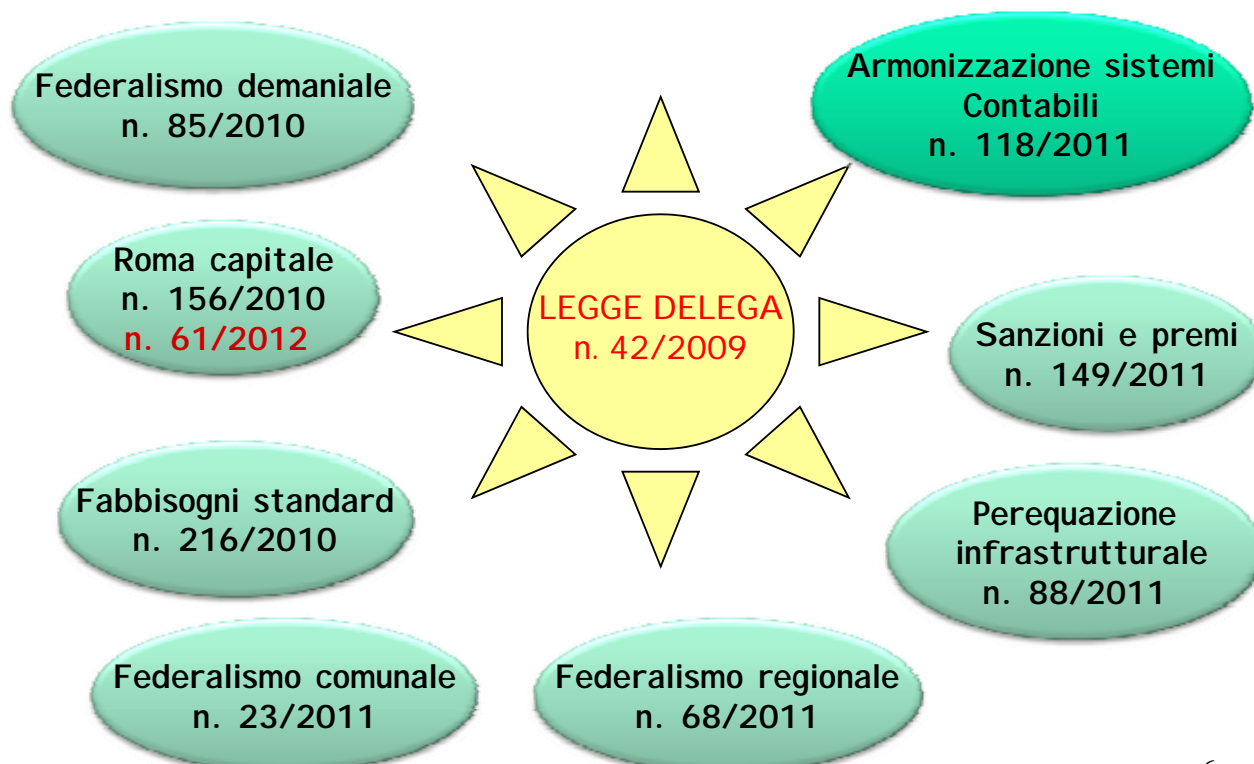 Federalismo demaniale
n. 85/2010
Armonizzazione sistemi
Contabili
n. 118/2011
Roma capitale
n. 156/2010
n. 61/2012
LEGGE DELEGA
n. 42/2009
Sanzioni e premi
n. 149/2011
Fabbisogni standard
n. 216/2010
Perequazione
infrastrutturale
n. 88/2011
Federalismo comunale
n. 23/2011
Federalismo regionale
n. 68/2011